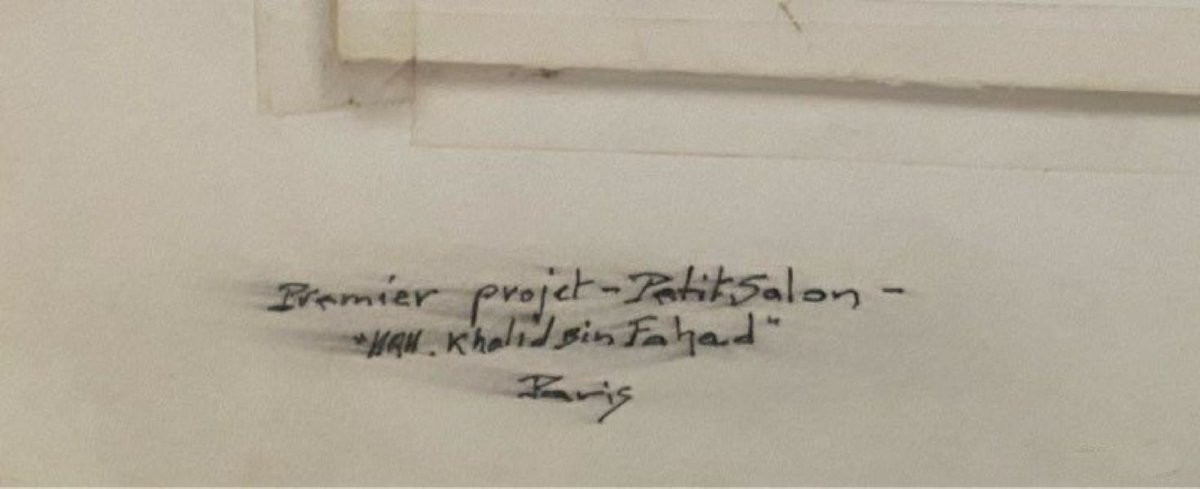 Premier projet - Petit Salon -
"HRH. Khalid Bin Fahad"
Paris